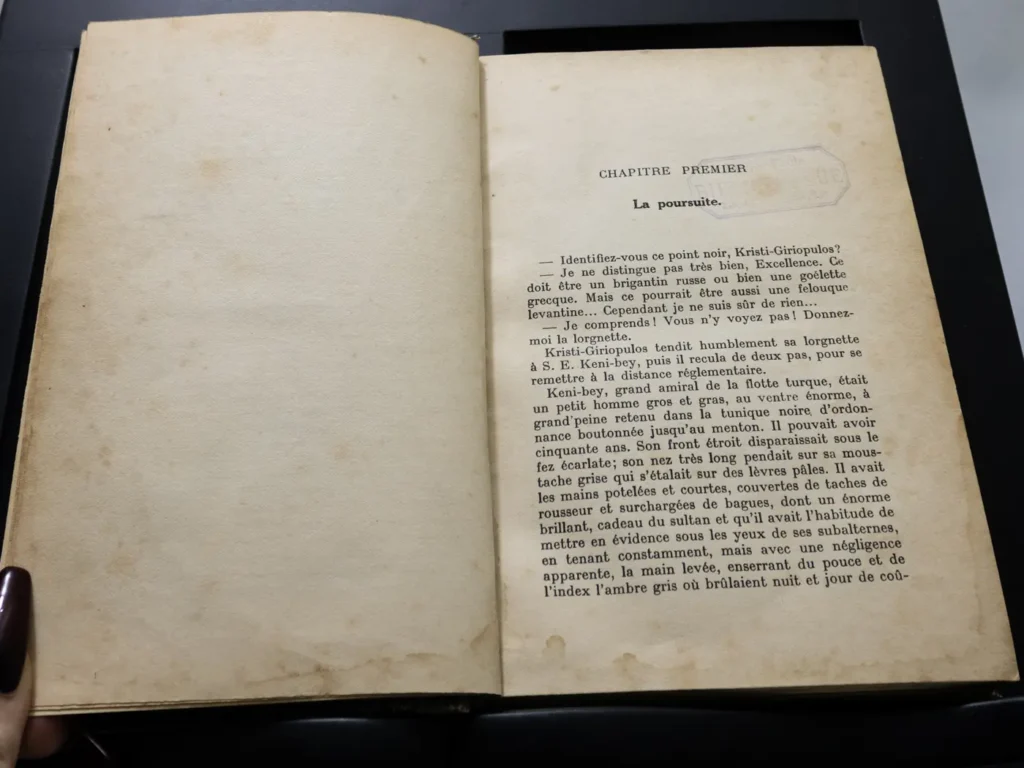 CHAPITRE PREMIER
La poursuite.
— Identifiez-vous ce point noir, Kristi-Giriopulos?
— Je ne distingue pas très bien, Excellence. Ce
doit être un brigantin russe ou bien une goélette
grecque. Mais ce pourrait être aussi une felouque
levantine... Cependant je ne suis sûr de rien...
— Je comprends! Vous n'y voyez pas! Donnez-
moi la lorgnette.
Kristi-Giriopulos tendit humblement sa lorgnette
à S. E. Keni-bey, puis il recula de deux pas, pour se
remettre à la distance réglementaire.
Keni-bey, grand amiral de la flotte turque, était
un petit homme gros et gras, au ventre énorme, à
grand'peine retenu dans la tunique noire d'ordon-
nance boutonnée jusqu'au menton. Il pouvait avoir
cinquante ans. Son front étroit disparaissait sous le
fez écarlate; son nez très long pendait sur sa mous-
tache grise qui s'étalait sur des lèvres pâles. Il avait
les mains potelées et courtes, couvertes de taches de
rousseur et surchargées de bagues, dont un énorme
brillant, cadeau du sultan et qu'il avait l'habitude de
mettre en évidence sous les yeux de ses subalternes,
en tenant constamment, mais avec une négligence
apparente, la main levée, enserrant du pouce et de
l'index l'ambre gris où brûlaient nuit et jour de coû-